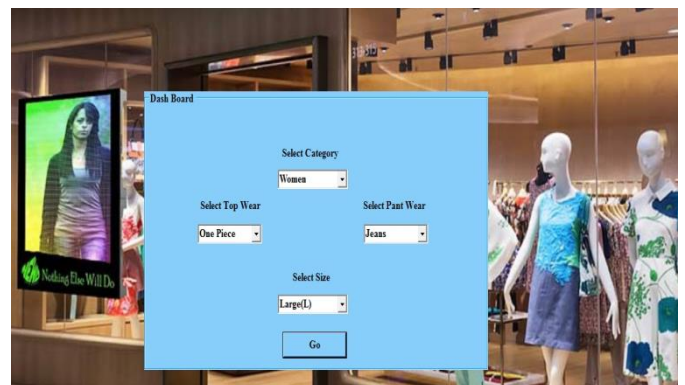 Dash Board
Select Category
Women
Select Top Wear
Select Pant Wear
One Piece
Jeans
Select Size
Large(L)
Go
Nothing Else Will Do